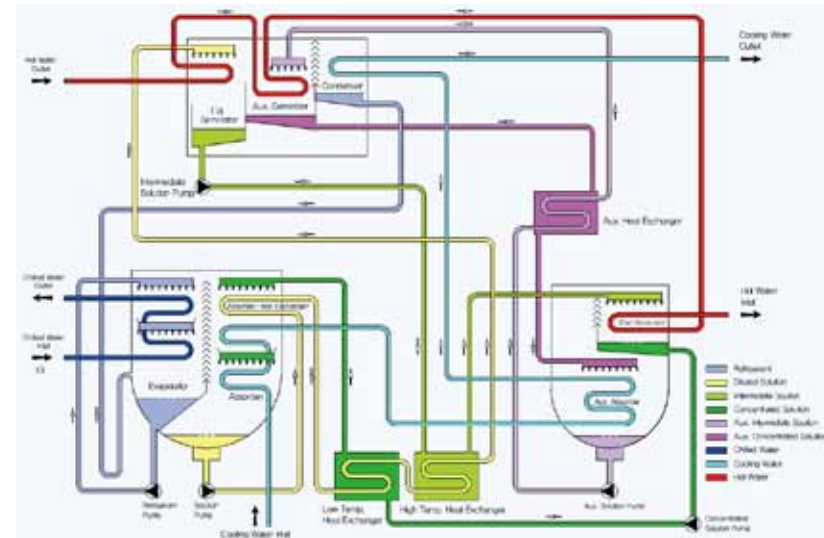 Cooling Water
Outlet
Hot Water
Outlet
Condenser
Aux. Generator
1'st
Generator
Intermediate
Solution Pump
Aux. Heat Exchanger
Chilled Water
Outlet
Hot Water
Inlet
Chilled Water
Inlet
Evaporator
Absorber
Aux. Absorber
Refrigerant
Diluted Solution
Intermediate Solution
Concentrated Solution
Aux. Intermediate Solution
Aux. Concentrated Solution
Chilled Water
Cooling Water
Hot Water
Refrigerant
Pump
Solution
Pump
Cooling Water Inlet
Low Temp.
Heat Exchanger
High Temp. Heat Exchanger
Aux. Solution Pump
Concentrated
Solution Pump